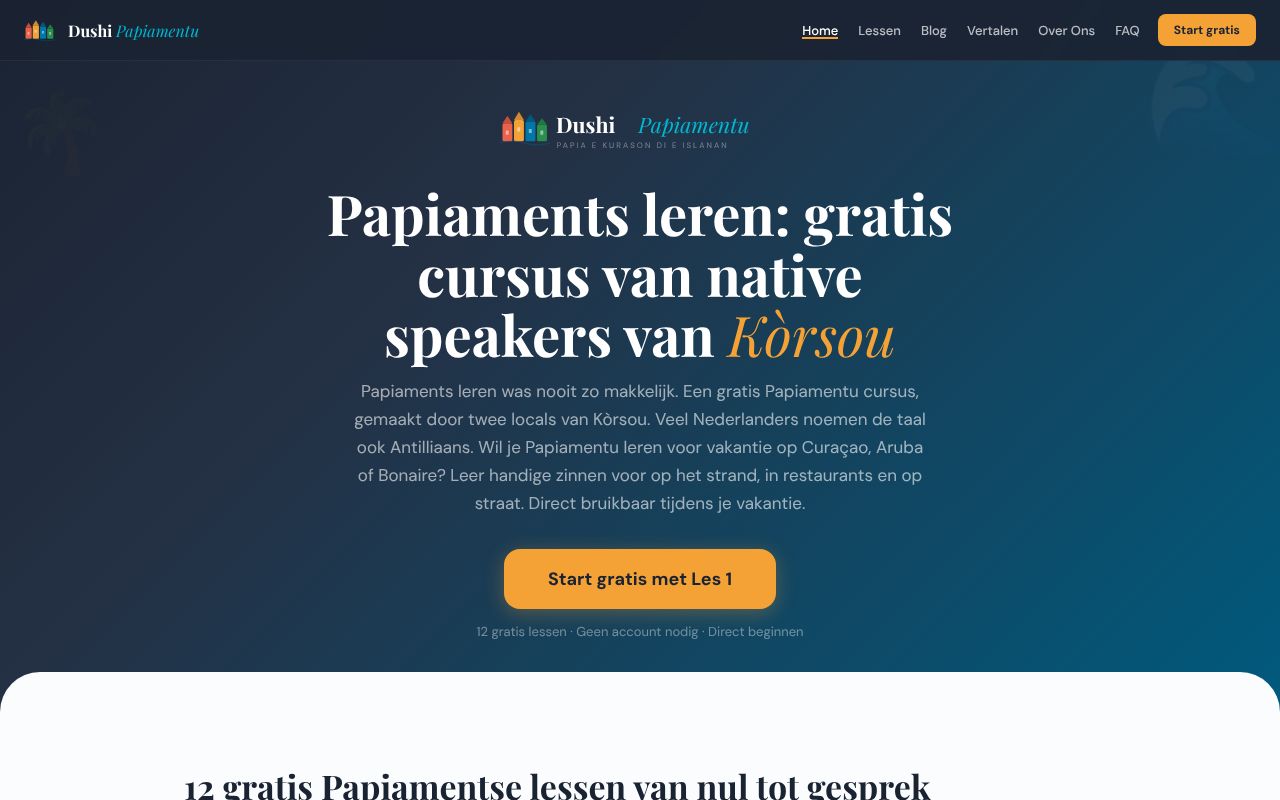 Dushi Papiamentu
Home Lessen Blog Vertalen Over Ons FAQ Start gratis
Dushi Papiamentu
PAPIA E KURASON DI E ISLANAN
Papiaments leren: gratis
cursus van native
speakers van Kòrsou
Papiaments leren was nooit zo makkelijk. Een gratis Papiamentu cursus,
gemaakt door twee locals van Kòrsou. Veel Nederlanders noemen de taal
ook Antilliaans. Wil je Papiamentu leren voor vakantie op Curaçao, Aruba
of Bonaire? Leer handige zinnen voor op het strand, in restaurants en op
straat. Direct bruikbaar tijdens je vakantie.
Start gratis met Les 1
12 gratis lessen · Geen account nodig · Direct beginnen
12 gratis Papiamentse lessen van nul tot gesprek